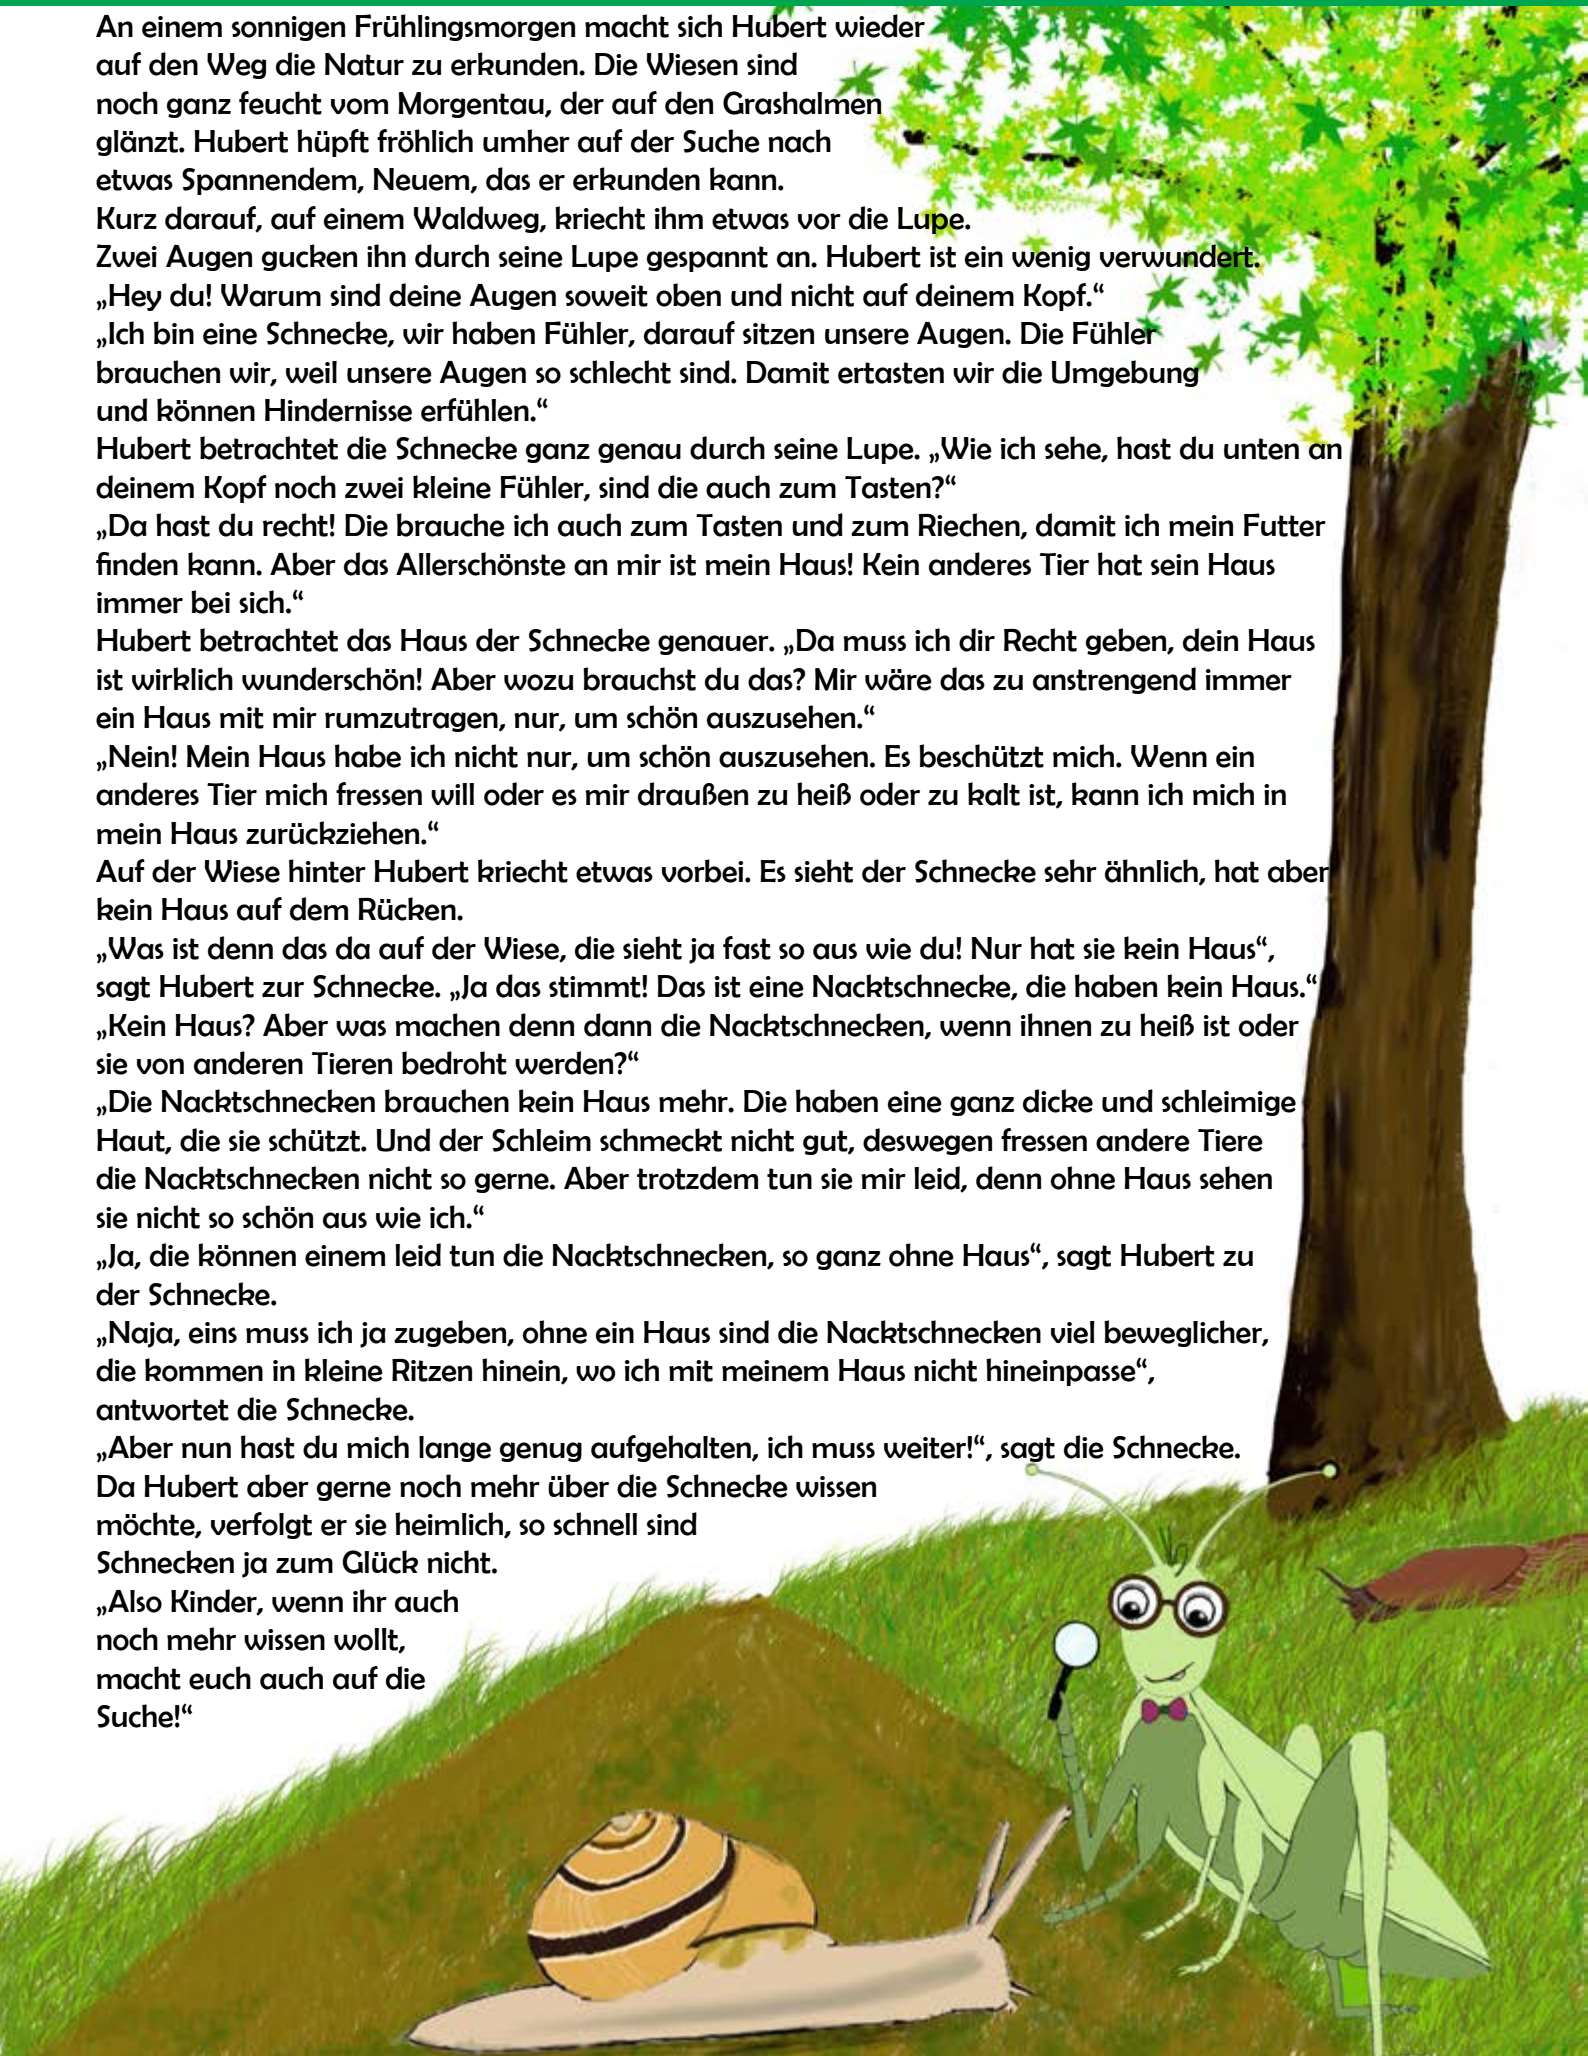 An einem sonnigen Frühlingsmorgen macht sich Hubert wieder
auf den Weg die Natur zu erkunden. Die Wiesen sind
noch ganz feucht vom Morgentau, der auf den Grashalmen
glänzt. Hubert hüpft fröhlich umher auf der Suche nach
etwas Spannendem, Neuem, das er erkunden kann.
Kurz darauf, auf einem Waldweg, kriecht ihm etwas vor die Lupe.
Zwei Augen gucken ihn durch seine Lupe gespannt an. Hubert ist ein wenig verwundert.
„Hey du! Warum sind deine Augen soweit oben und nicht auf deinem Kopf.“
„Ich bin eine Schnecke, wir haben Fühler, darauf sitzen unsere Augen. Die Fühler
brauchen wir, weil unsere Augen so schlecht sind. Damit ertasten wir die Umgebung
und können Hindernisse erfühlen.“
Hubert betrachtet die Schnecke ganz genau durch seine Lupe. „Wie ich sehe, hast du unten an
deinem Kopf noch zwei kleine Fühler, sind die auch zum Tasten?“
„Da hast du recht! Die brauche ich auch zum Tasten und zum Riechen, damit ich mein Futter
finden kann. Aber das Allerschönste an mir ist mein Haus! Kein anderes Tier hat sein Haus
immer bei sich.“
Hubert betrachtet das Haus der Schnecke genauer. „Da muss ich dir Recht geben, dein Haus
ist wirklich wunderschön! Aber wozu brauchst du das? Mir wäre das zu anstrengend immer
ein Haus mit mir rumzutragen, nur, um schön auszusehen.“
„Nein! Mein Haus habe ich nicht nur, um schön auszusehen. Es beschützt mich. Wenn ein
anderes Tier mich fressen will oder es mir draußen zu heiß oder zu kalt ist, kann ich mich in
mein Haus zurückziehen.“
Auf der Wiese hinter Hubert kriecht etwas vorbei. Es sieht der Schnecke sehr ähnlich, hat aber
kein Haus auf dem Rücken.
„Was ist denn das da auf der Wiese, die sieht ja fast so aus wie du! Nur hat sie kein Haus“,
sagt Hubert zur Schnecke. „Ja das stimmt! Das ist eine Nacktschnecke, die haben kein Haus.“
„Kein Haus? Aber was machen denn dann die Nacktschnecken, wenn ihnen zu heiß ist oder
sie von anderen Tieren bedroht werden?“
„Die Nacktschnecken brauchen kein Haus mehr. Die haben eine ganz dicke und schleimige
Haut, die sie schützt. Und der Schleim schmeckt nicht gut, deswegen fressen andere Tiere
die Nacktschnecken nicht so gerne. Aber trotzdem tun sie mir leid, denn ohne Haus sehen
sie nicht so schön aus wie ich.“
„Ja, die können einem leid tun die Nacktschnecken, so ganz ohne Haus“, sagt Hubert zu
der Schnecke.
„Naja, eins muss ich ja zugeben, ohne ein Haus sind die Nacktschnecken viel beweglicher,
die kommen in kleine Ritzen hinein, wo ich mit meinem Haus nicht hineinpasse“,
antwortet die Schnecke.
„Aber nun hast du mich lange genug aufgehalten, ich muss weiter!“, sagt die Schnecke.
Da Hubert aber gerne noch mehr über die Schnecke wissen
möchte, verfolgt er sie heimlich, so schnell sind
Schnecken ja zum Glück nicht.
„Also Kinder, wenn ihr auch
noch mehr wissen wollt,
macht euch auch auf die
Suche!“